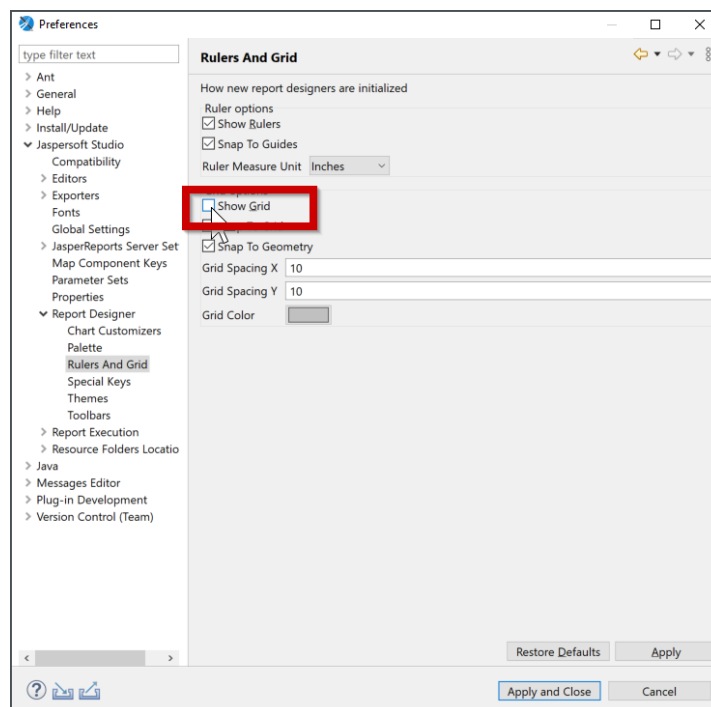 Preferences
type filter text
Rulers And Grid
Ant
General
Help
Install/Update
Jaspersoft Studio
Compatibility
Editors
Exporters
Fonts
Global Settings
JasperReports Server Set
Map Component Keys
Parameter Sets
Properties
Report Designer
Chart Customizers
Palette
Rulers And Grid
Special Keys
Themes
Toolbars
Report Execution
Resource Folders Locatio
Java
Messages Editor
Plug-in Development
Version Control (Team)
How new report designers are initialized
Ruler options
Show Rulers
Snap To Guides
Ruler Measure Unit Inches
Show Grid
Snap To Geometry
Grid Spacing X 10
Grid Spacing Y 10
Grid Color
Restore Defaults Apply
Apply and Close Cancel